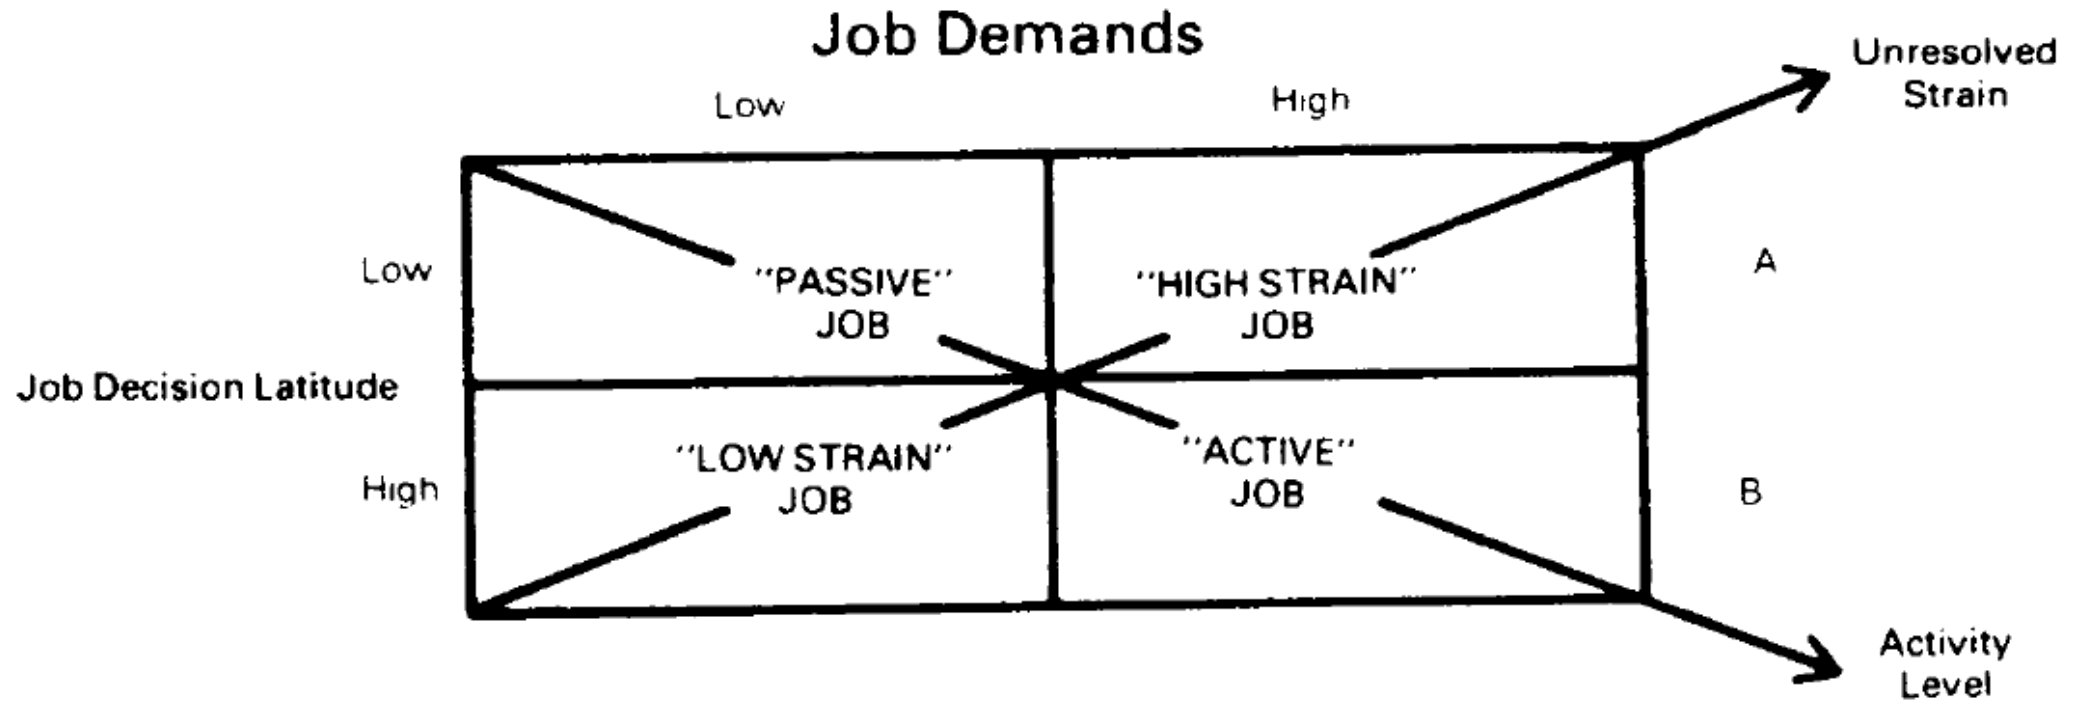 Job Demands
Unresolved
Strain
Low
High
Low
"PASSIVE"
JOB
"HIGH STRAIN"
JOB
A
Job Decision Latitude
High
"LOW STRAIN"
JOB
"ACTIVE"
JOB
B
Activity
Level